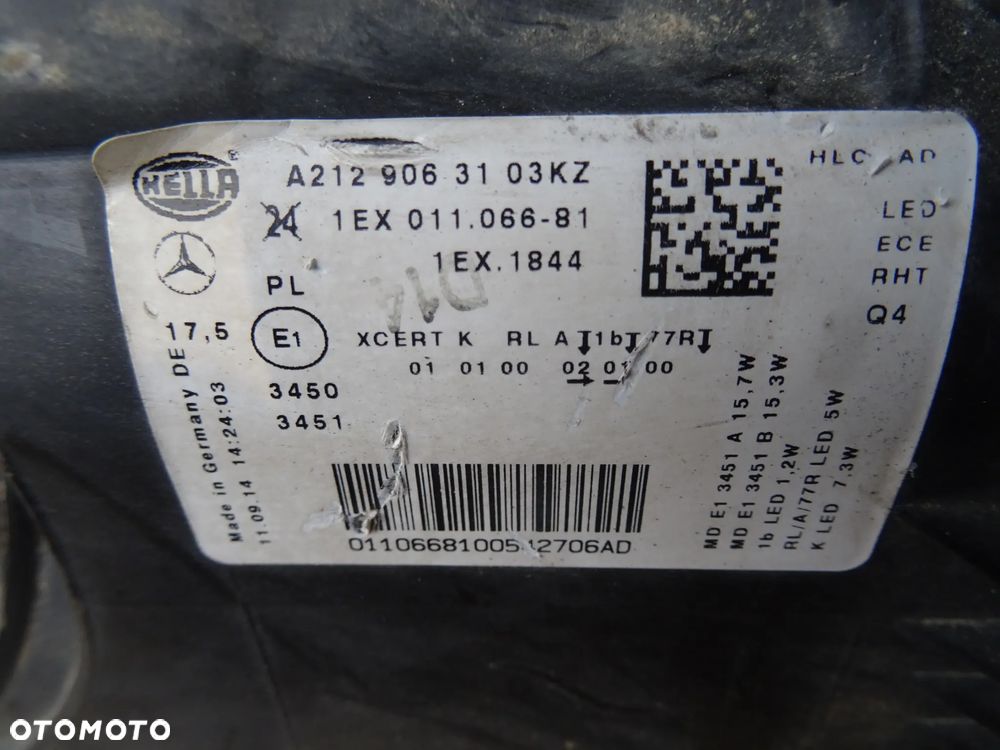 HELLA
®
A212 906 31 03KZ
24 1EX 011.066-81
1EX.1844
PL
17,5
E1
3450
3451
XCERT K RL A 1b 77R
01 01 00 02 01 00
HLC AD
LED
ECE
RHT
Q4
D14
Made in Germany DE
11.09.14 14:24:03
MD E1 3451 A 15,7W
MD E1 3451 B 15,3W
1b LED 1,2W
RL/A/77R LED 5W
K LED 7,3W
OTOMOTO